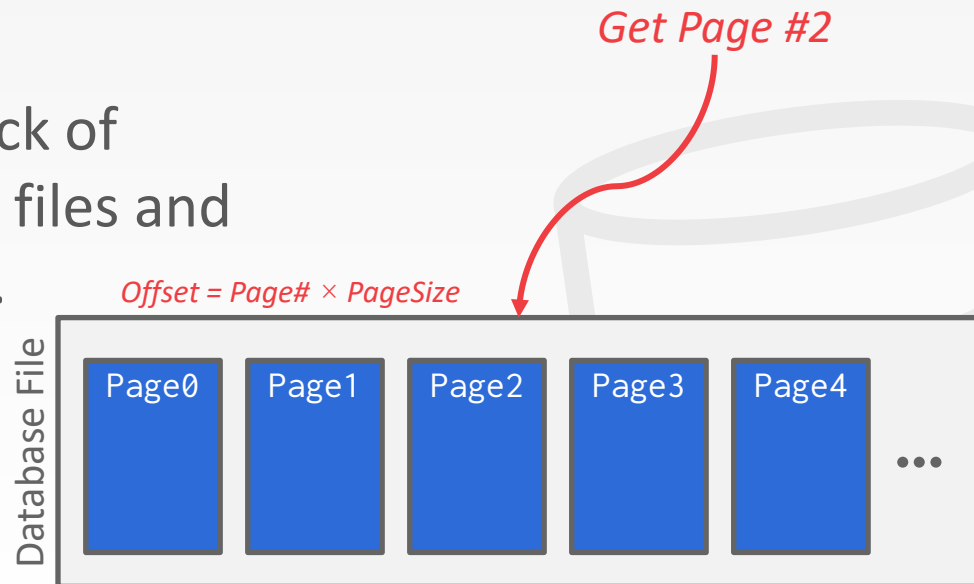 Get Page #2
ck of
files and
.
Offset = Page# × PageSize
Database File
Page0 Page1 Page2 Page3 Page4 •••